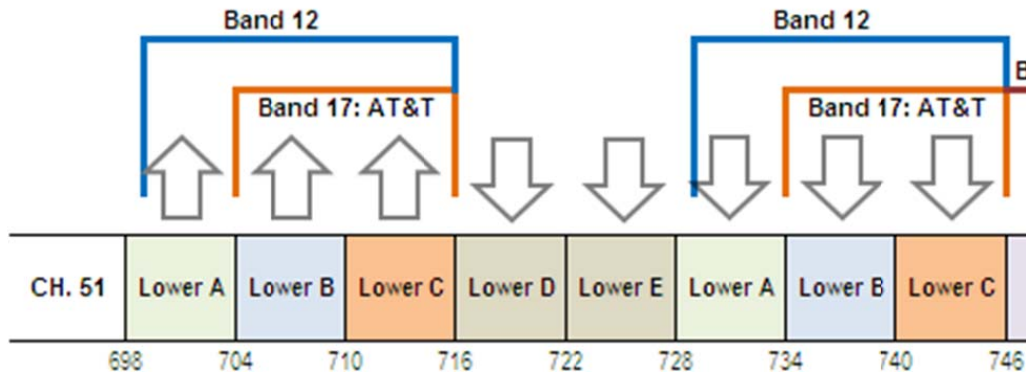 Band 12
Band 12
B
Band 17: AT&T
Band 17: AT&T
CH. 51
Lower A
Lower B
Lower C
Lower D
Lower E
Lower A
Lower B
Lower C
698
704
710
716
722
728
734
740
746